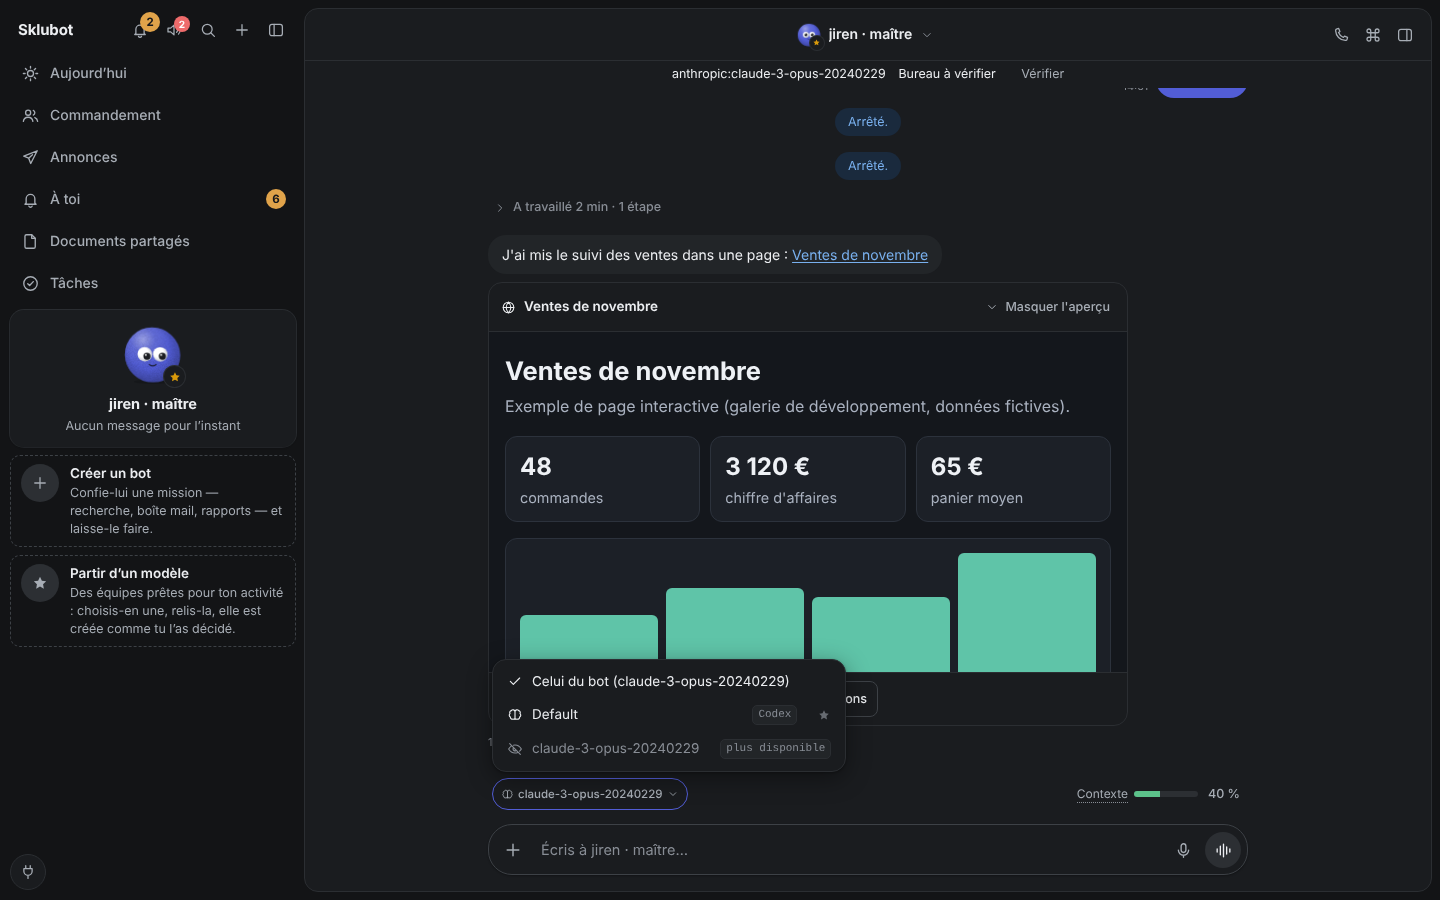 Sklubot
2
2
Aujourd’hui
Commandement
Annonces
À toi
6
Documents partagés
Tâches
jiren · maître
Aucun message pour l’instant
Créer un bot
Confie-lui une mission —
recherche, boîte mail, rapports — et
laisse-le faire.
Partir d’un modèle
Des équipes prêtes pour ton activité
: choisis-en une, relis-la, elle est
créée comme tu l’as décidé.
jiren · maître
anthropic:claude-3-opus-20240229 Bureau à vérifier Vérifier
Arrêté.
Arrêté.
A travaillé 2 min · 1 étape
J'ai mis le suivi des ventes dans une page : Ventes de novembre
Ventes de novembre
Masquer l'aperçu
Ventes de novembre
Exemple de page interactive (galerie de développement, données fictives).
48
commandes
3 120 €
chiffre d'affaires
65 €
panier moyen
Celui du bot (claude-3-opus-20240229)
Default Codex
claude-3-opus-20240229 plus disponible
ons
claude-3-opus-20240229
Contexte 40 %
Écris à jiren · maître…